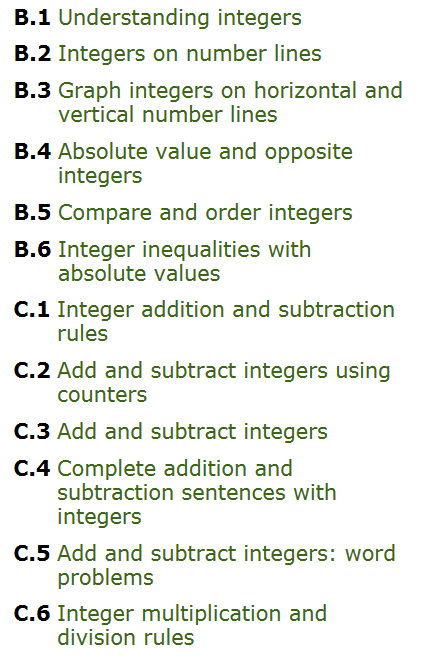 B.1 Understanding integers
B.2 Integers on number lines
B.3 Graph integers on horizontal and
vertical number lines
B.4 Absolute value and opposite
integers
B.5 Compare and order integers
B.6 Integer inequalities with
absolute values
C.1 Integer addition and subtraction
rules
C.2 Add and subtract integers using
counters
C.3 Add and subtract integers
C.4 Complete addition and
subtraction sentences with
integers
C.5 Add and subtract integers: word
problems
C.6 Integer multiplication and
division rules